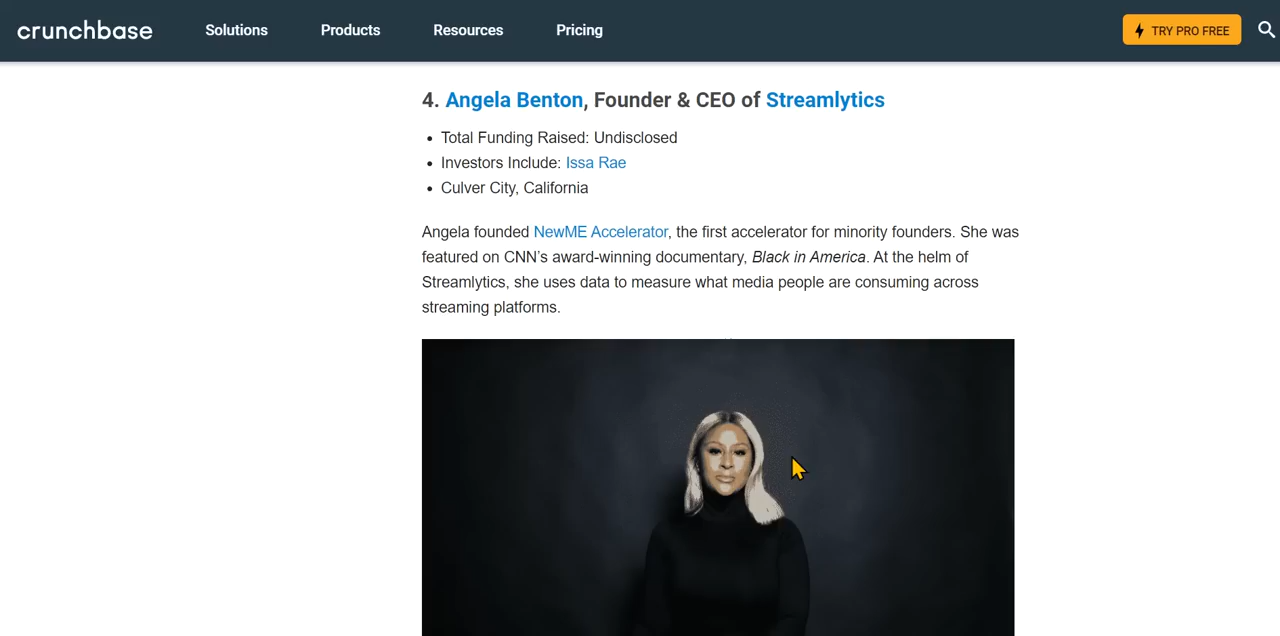 crunchbase
Solutions
Products
Resources
Pricing
TRY PRO FREE
4. Angela Benton, Founder & CEO of Streamlytics
• Total Funding Raised: Undisclosed
• Investors Include: Issa Rae
• Culver City, California
Angela founded NewME Accelerator, the first accelerator for minority founders. She was
featured on CNN’s award-winning documentary, Black in America. At the helm of
Streamlytics, she uses data to measure what media people are consuming across
streaming platforms.